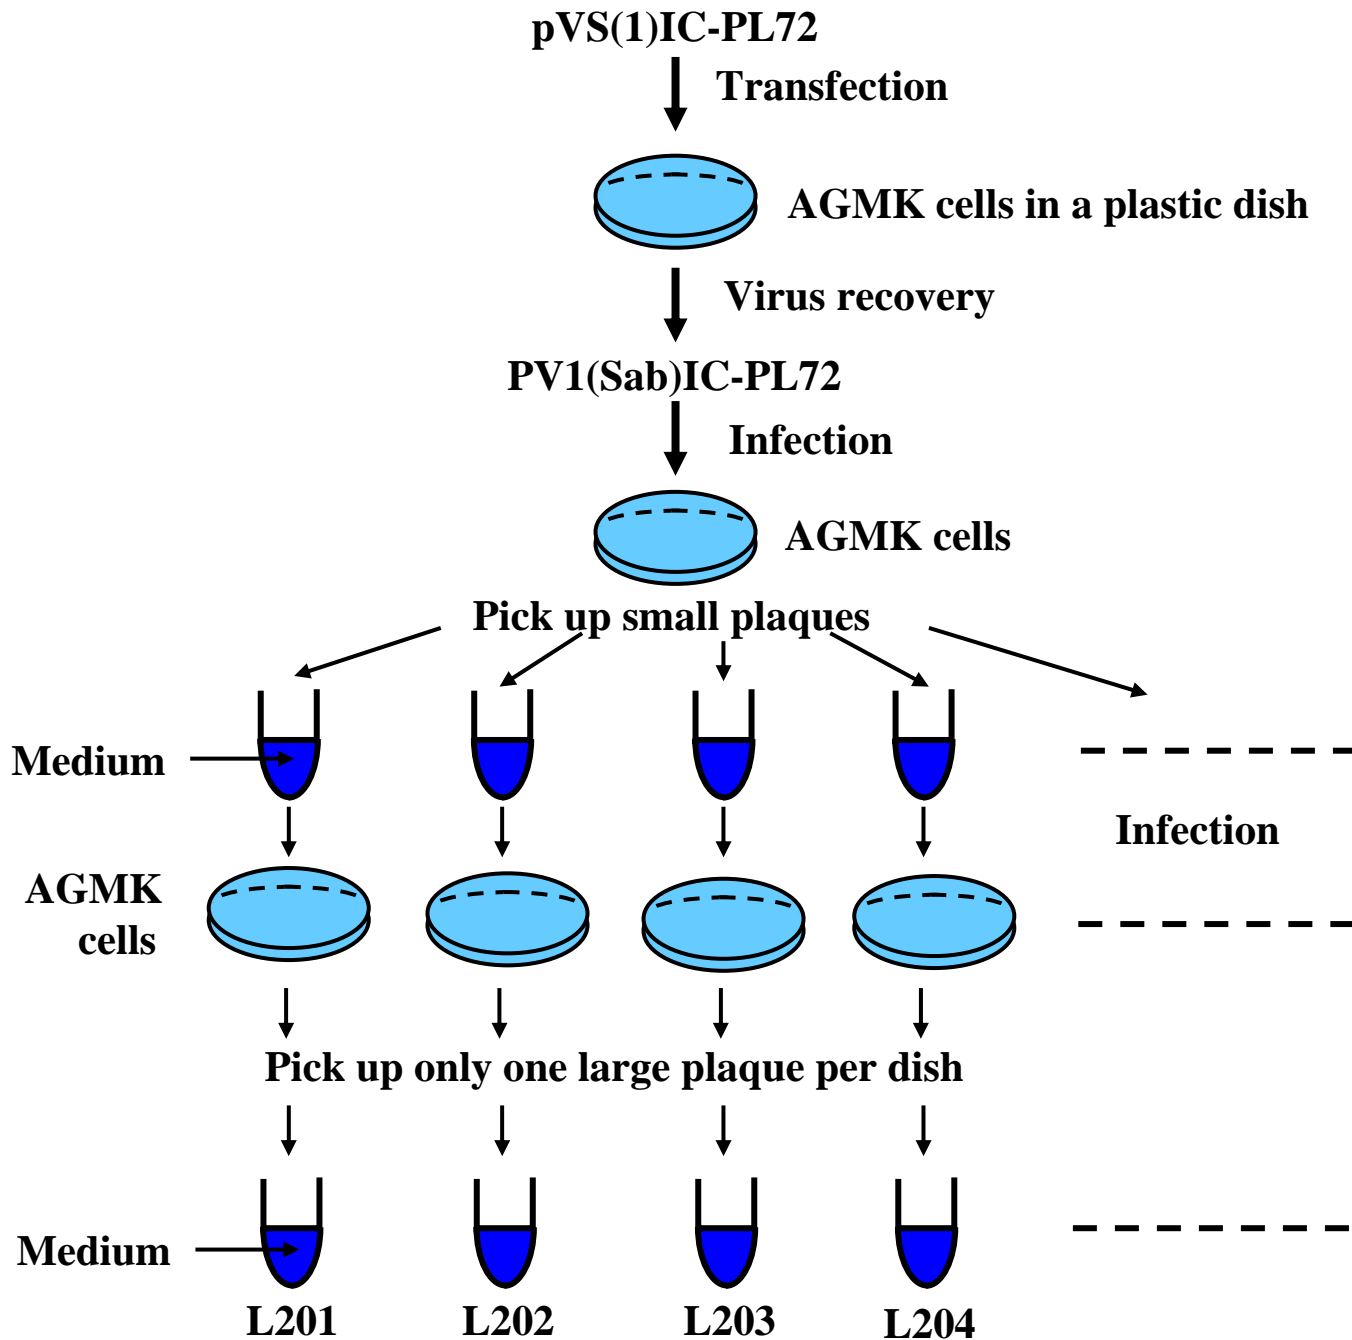 pVS(1)IC-PL72
Transfection
AGMK cells in a plastic dish
Virus recovery
PV1(Sab)IC-PL72
Infection
AGMK cells
Pick up small plaques
Medium
Infection
AGMK
cells
Pick up only one large plaque per dish
Medium
L201 L202 L203 L204